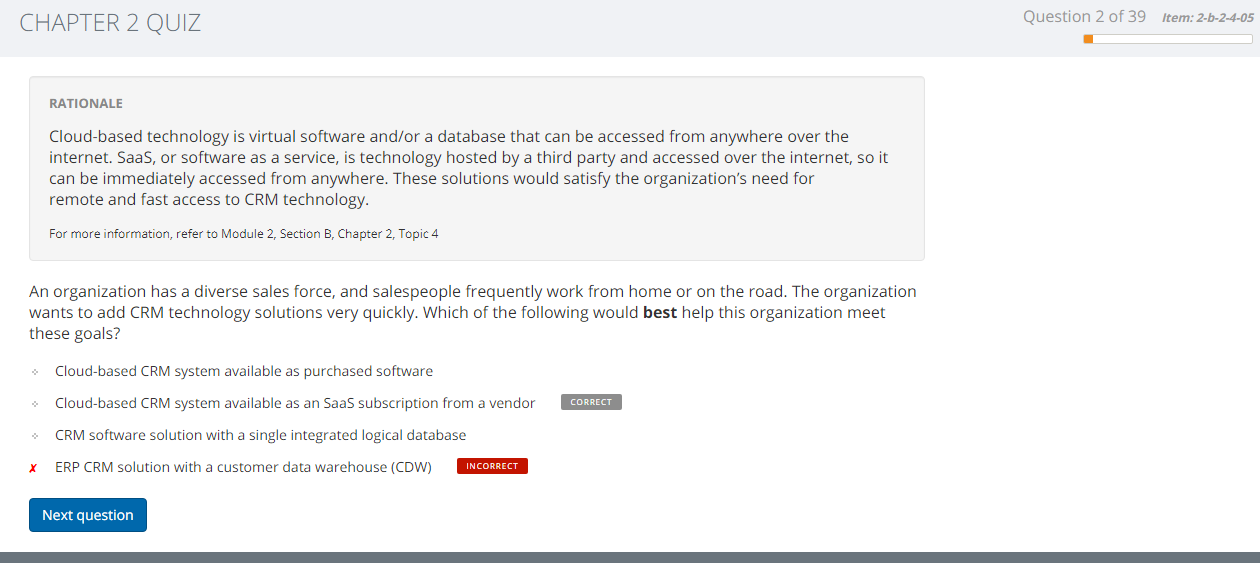 CHAPTER 2 QUIZ
Question 2 of 39 Item: 2-b-2-4-05
RATIONALE
Cloud-based technology is virtual software and/or a database that can be accessed from anywhere over the
internet. SaaS, or software as a service, is technology hosted by a third party and accessed over the internet, so it
can be immediately accessed from anywhere. These solutions would satisfy the organization’s need for
remote and fast access to CRM technology.
For more information, refer to Module 2, Section B, Chapter 2, Topic 4
An organization has a diverse sales force, and salespeople frequently work from home or on the road. The organization
wants to add CRM technology solutions very quickly. Which of the following would best help this organization meet
these goals?
Cloud-based CRM system available as purchased software
Cloud-based CRM system available as an SaaS subscription from a vendor CORRECT
CRM software solution with a single integrated logical database
✗ ERP CRM solution with a customer data warehouse (CDW) INCORRECT
Next question